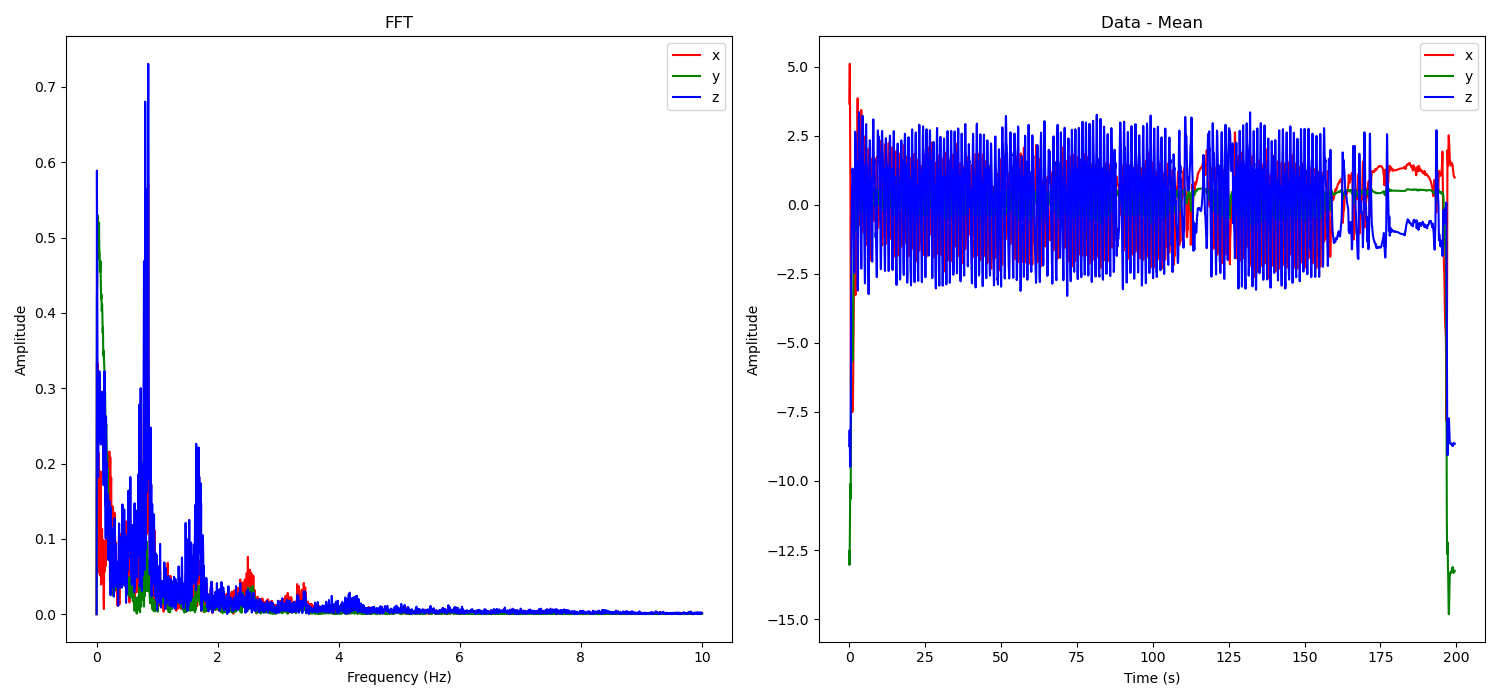 FFT
Amplitude
0.7
0.6
0.5
0.4
0.3
0.2
0.1
0.0
0 2 4 6 8 10
Frequency (Hz)
x
y
z
Data - Mean
Amplitude
5.0
2.5
0.0
−2.5
−5.0
−7.5
−10.0
−12.5
−15.0
0 25 50 75 100 125 150 175 200
Time (s)
x
y
z